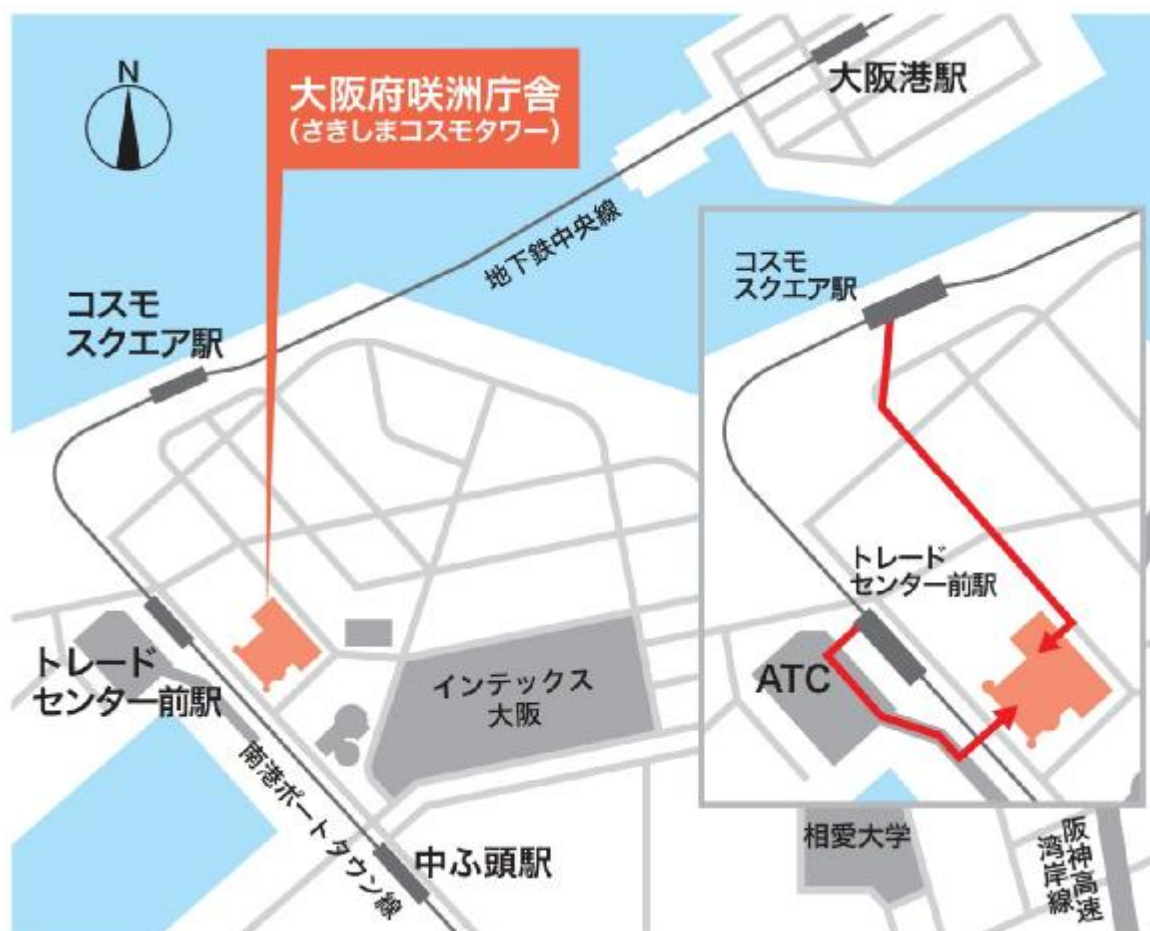 N
大阪府咲洲庁舎
(さきしまコスモタワー)
大阪港駅
地下鉄中央線
コスモ
スクエア駅
トレード
センター前駅
インテックス
大阪
南港ポートタウン線
中ふ頭駅
コスモ
スクエア駅
トレード
センター前駅
ATC
相愛大学
阪神高速
湾岸線